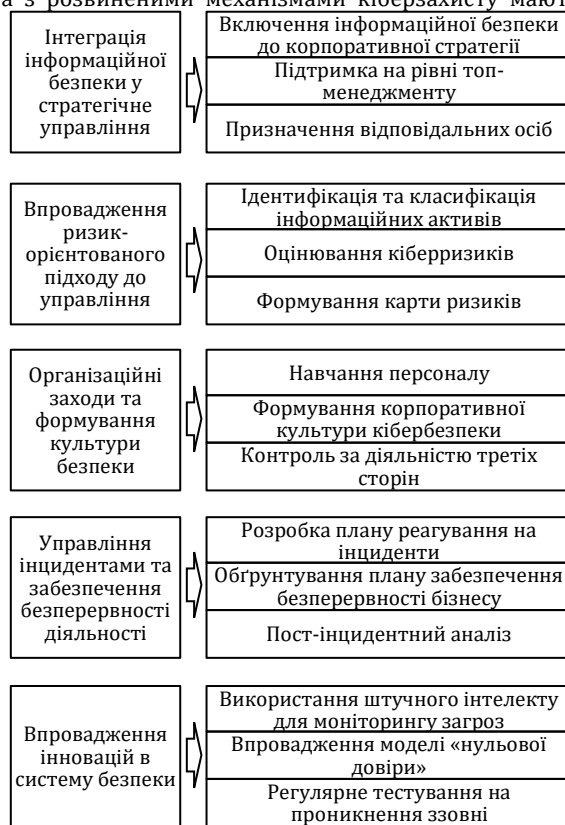 а з розвиненими механізмами кіберзахисту мают
Інтеграція
інформаційної
безпеки у
стратегічне
управління
Включення інформаційної безпеки
до корпоративної стратегії
Підтримка на рівні топ-
менеджменту
Призначення відповідальних осіб
Впровадження
ризик-
орієнтованого
підходу до
управління
Ідентифікація та класифікація
інформаційних активів
Оцінювання кіберризиків
Формування карти ризиків
Організаційні
заходи та
формування
культури
безпеки
Навчання персоналу
Формування корпоративної
культури кібербезпеки
Контроль за діяльністю третіх
сторін
Управління
інцидентами та
забезпечення
безперервності
діяльності
Розробка плану реагування на
інциденти
Обґрунтування плану забезпечення
безперервності бізнесу
Пост-інцидентний аналіз
Впровадження
інновацій в
систему безпеки
Використання штучного інтелекту
для моніторингу загроз
Впровадження моделі «нульової
довіри»
Регулярне тестування на
проникнення ззовні